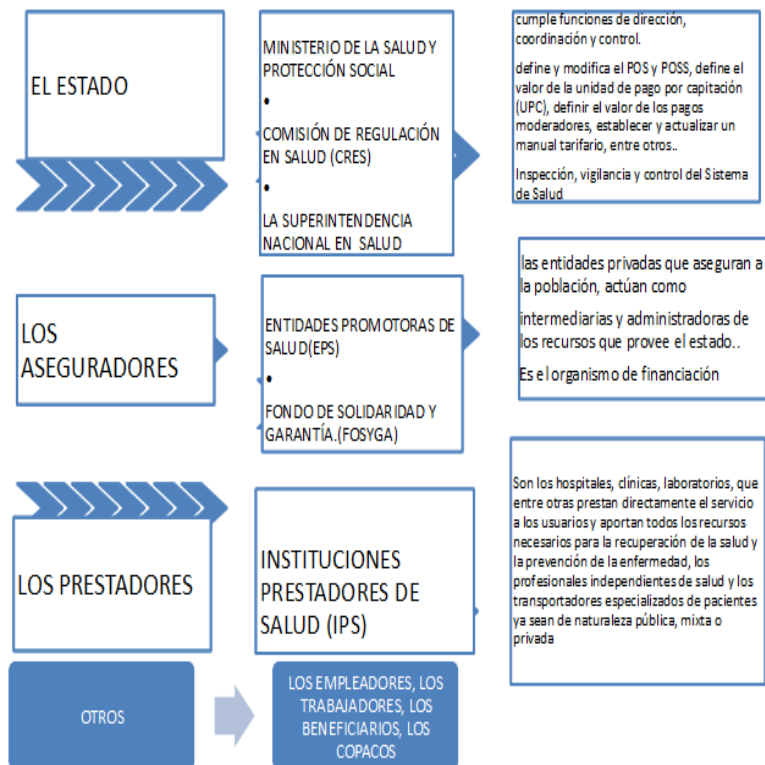 EL ESTADO
MINISTERIO DE LA SALUD Y
PROTECCIÓN SOCIAL
•
COMISIÓN DE REGULACIÓN
EN SALUD (CRES)
•
LA SUPERINTENDENCIA
NACIONAL EN SALUD
cumple funciones de dirección,
coordinación y control.
define y modifica el POS y POSS, define el
valor de la unidad de pago por capitación
(UPC), definir el valor de los pagos
moderadores, establecer y actualizar un
manual tarifario, entre otros..
Inspección, vigilancia y control del Sistema
de Salud
LOS
ASEGURADORES
ENTIDADES PROMOTORAS DE
SALUD(EPS)
•
FONDO DE SOLIDARIDAD Y
GARANTÍA.(FOSYGA)
las entidades privadas que aseguran a
la población, actúan como
intermediarias y administradoras de
los recursos que provee el estado..
Es el organismo de financiación
LOS PRESTADORES
INSTITUCIONES
PRESTADORES DE
SALUD (IPS)
Son los hospitales, clínicas, laboratorios, que
entre otras prestan directamente el servicio
a los usuarios y aportan todos los recursos
necesarios para la recuperación de la salud y
la prevención de la enfermedad, los
profesionales independientes de salud y los
transportadores especializados de pacientes
ya sean de naturaleza pública, mixta o
privada
OTROS
LOS EMPLEADORES, LOS
TRABAJADORES, LOS
BENEFICIARIOS, LOS
COPACOS